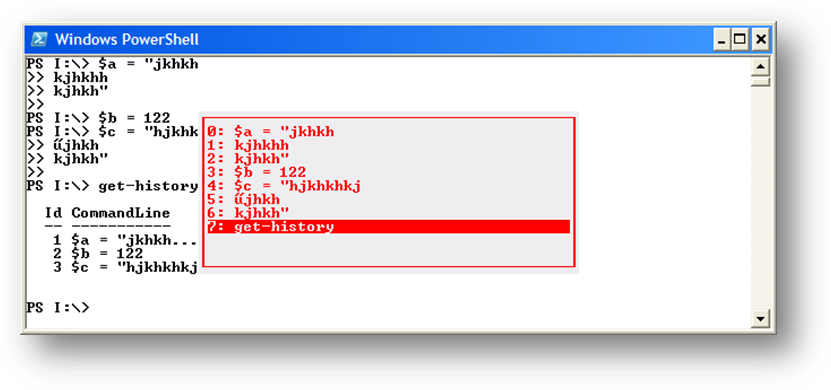 Windows PowerShell
PS I:\> $a = "jkhkh
>> kjhkhh
>> kjhkh"
>>
PS I:\> $b = 122
PS I:\> $c = "hjkhk
>> űjhkh
>> kjhkh"
>>
PS I:\> get-history
Id CommandLine
-- -----------
1 $a = "jkhkh...
2 $b = 122
3 $c = "hjkhkhkj
PS I:\>
0: $a = "jkhkh
1: kjhkhh
2: kjhkh"
3: $b = 122
4: $c = "hjkhkhkj
5: űjhkh
6: kjhkh"
7: get-history